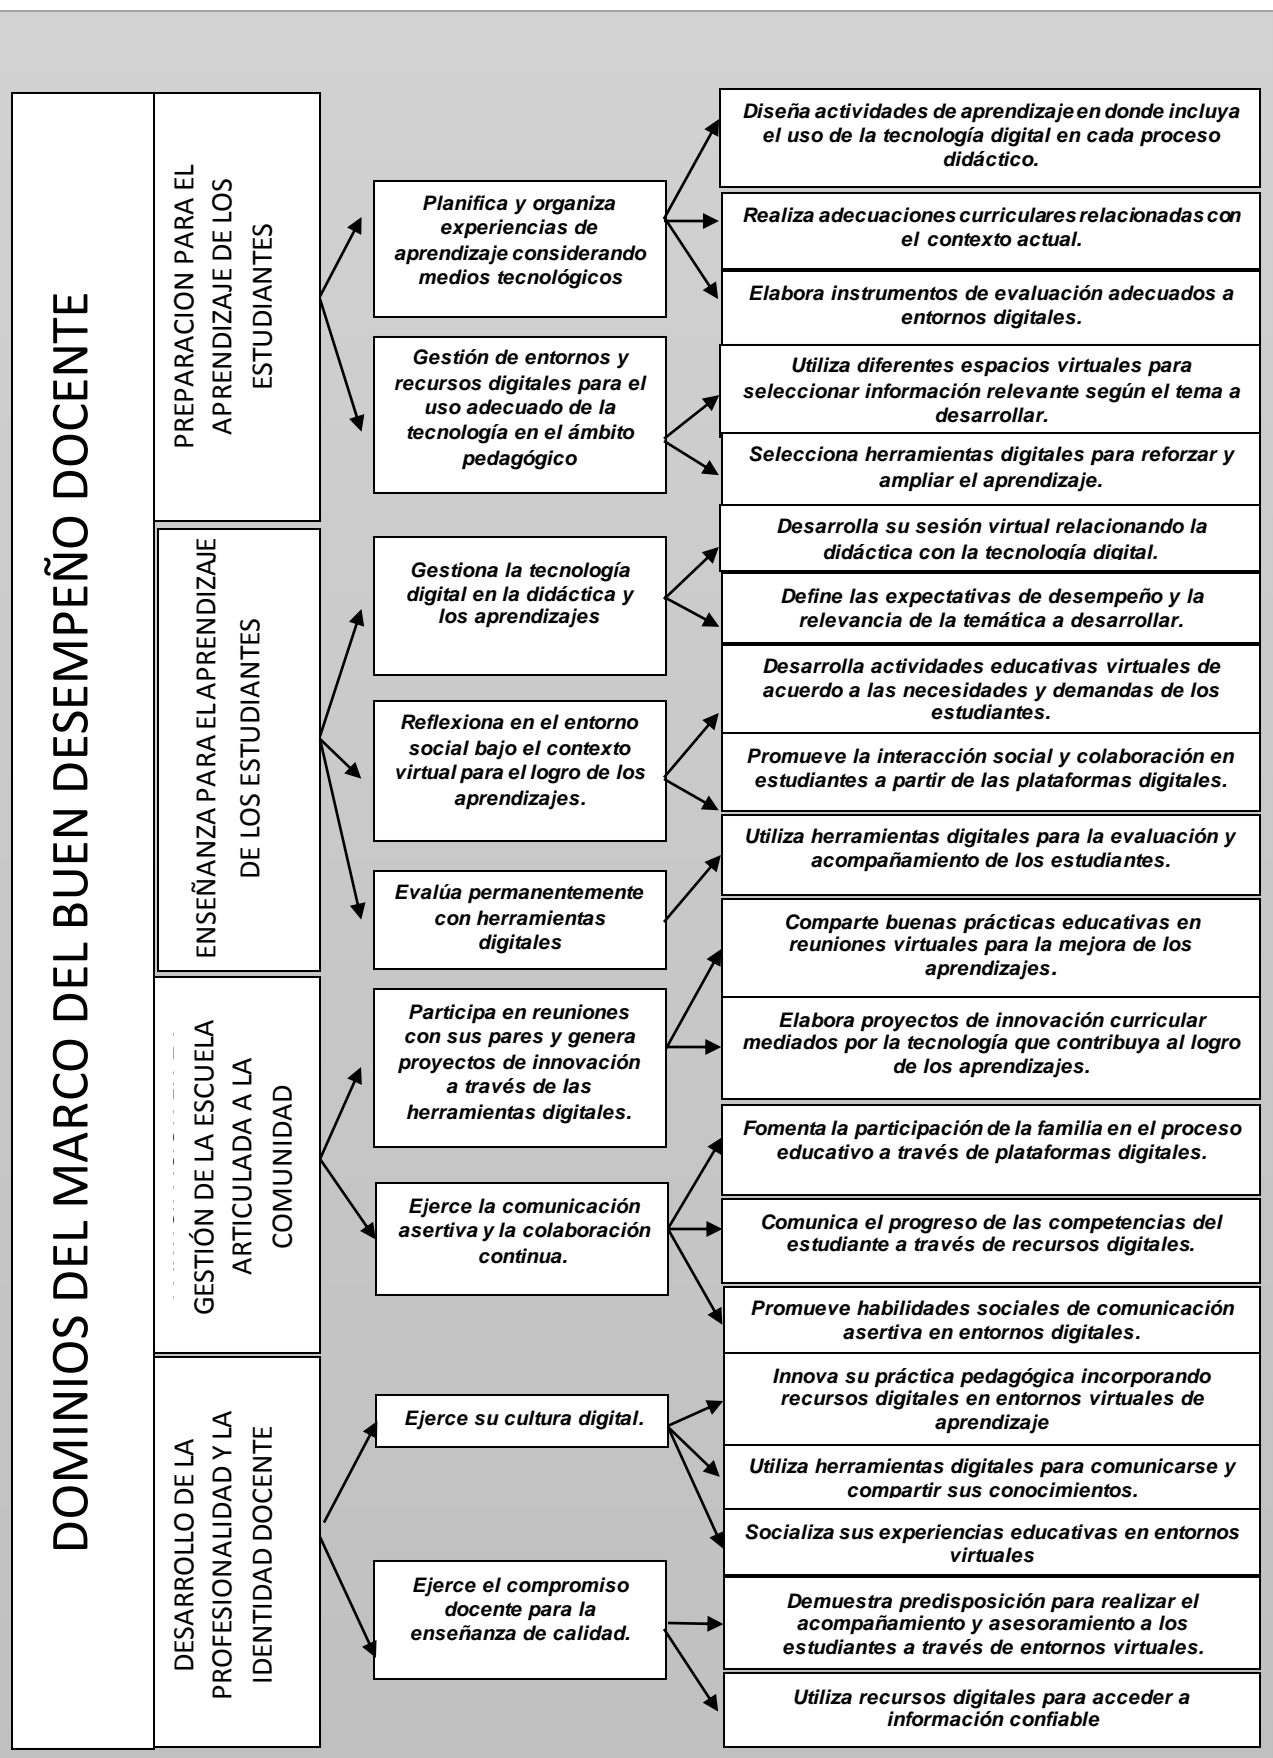 DOMINIOS DEL MARCO DEL BUEN DESEMPEÑO DOCENTE
PREPARACION PARA EL
APRENDIZAJE DE LOS
ESTUDIANTES
Planifica y organiza
experiencias de
aprendizaje considerando
medios tecnológicos
Diseña actividades de aprendizaje en donde incluya
el uso de la tecnología digital en cada proceso
didáctico.
Realiza adecuaciones curriculares relacionadas con
el contexto actual.
Elabora instrumentos de evaluación adecuados a
entornos digitales.
Gestión de entornos y
recursos digitales para el
uso adecuado de la
tecnología en el ámbito
pedagógico
Utiliza diferentes espacios virtuales para
seleccionar información relevante según el tema a
desarrollar.
Selecciona herramientas digitales para reforzar y
ampliar el aprendizaje.
ENSEÑANZA PARA EL APRENDIZAJE
DE LOS ESTUDIANTES
Gestiona la tecnología
digital en la didáctica y
los aprendizajes
Desarrolla su sesión virtual relacionando la
didáctica con la tecnología digital.
Define las expectativas de desempeño y la
relevancia de la temática a desarrollar.
Reflexiona en el entorno
social bajo el contexto
virtual para el logro de los
aprendizajes.
Desarrolla actividades educativas virtuales de
acuerdo a las necesidades y demandas de los
estudiantes.
Promueve la interacción social y colaboración en
estudiantes a partir de las plataformas digitales.
Evalúa permanentemente
con herramientas
digitales
Utiliza herramientas digitales para la evaluación y
acompañamiento de los estudiantes.
GESTIÓN DE LA ESCUELA
ARTICULADA A LA
COMUNIDAD
Participa en reuniones
con sus pares y genera
proyectos de innovación
a través de las
herramientas digitales.
Comparte buenas prácticas educativas en
reuniones virtuales para la mejora de los
aprendizajes.
Elabora proyectos de innovación curricular
mediados por la tecnología que contribuya al logro
de los aprendizajes.
Ejerce la comunicación
asertiva y la colaboración
continua.
Fomenta la participación de la familia en el proceso
educativo a través de plataformas digitales.
Comunica el progreso de las competencias del
estudiante a través de recursos digitales.
Promueve habilidades sociales de comunicación
asertiva en entornos digitales.
DESARROLLO DE LA
PROFESIONALIDAD Y LA
IDENTIDAD DOCENTE
Ejerce su cultura digital.
Innova su práctica pedagógica incorporando
recursos digitales en entornos virtuales de
aprendizaje
Utiliza herramientas digitales para comunicarse y
compartir sus conocimientos.
Socializa sus experiencias educativas en entornos
virtuales
Ejerce el compromiso
docente para la
enseñanza de calidad.
Demuestra predisposición para realizar el
acompañamiento y asesoramiento a los
estudiantes a través de entornos virtuales.
Utiliza recursos digitales para acceder a
información confiable